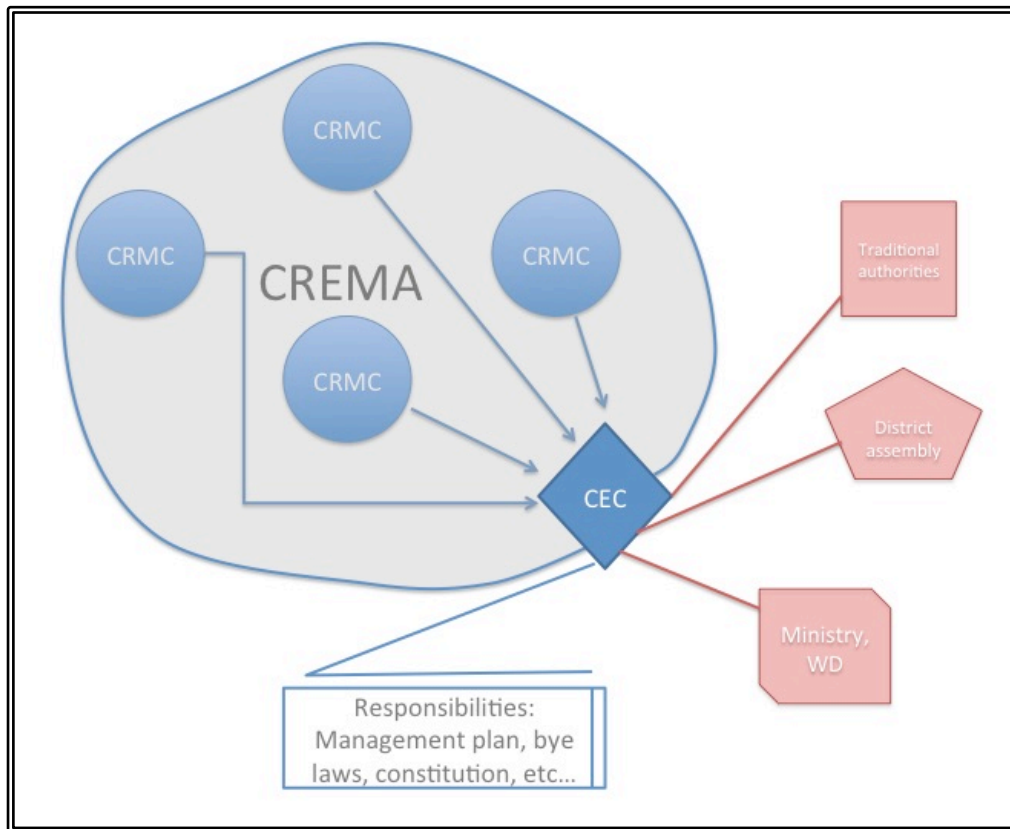 CRMC
CRMC
CRMC
CREMA
CRMC
Traditional
authorities
District
assembly
CEC
Ministry,
WD
Responsibilities:
Management plan, bye
laws, constitution, etc...